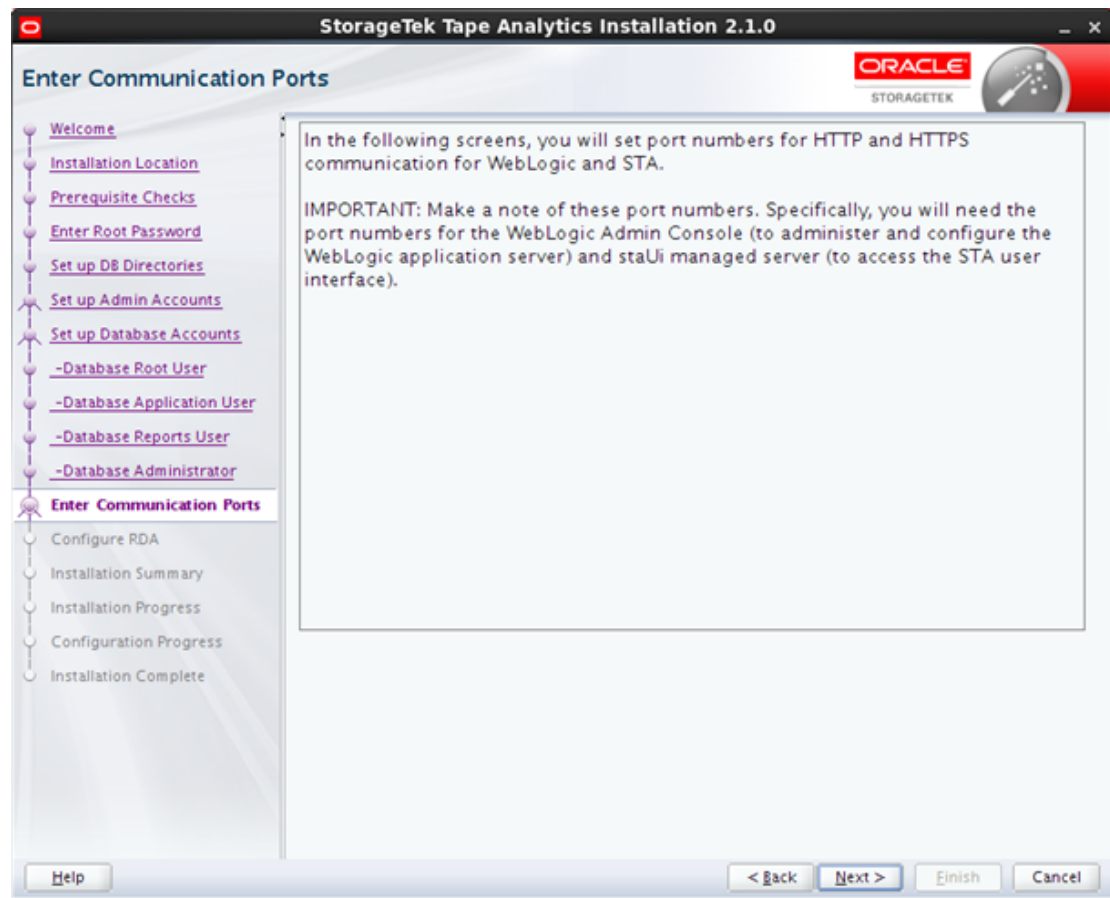 StorageTek Tape Analytics Installation 2.1.0
Enter Communication Ports
ORACLE
STORAGETEK
Welcome
Installation Location
Prerequisite Checks
Enter Root Password
Set up DB Directories
Set up Admin Accounts
Set up Database Accounts
-Database Root User
-Database Application User
-Database Reports User
-Database Administrator
Enter Communication Ports
Configure RDA
Installation Summary
Installation Progress
Configuration Progress
Installation Complete
In the following screens, you will set port numbers for HTTP and HTTPS
communication for WebLogic and STA.
IMPORTANT: Make a note of these port numbers. Specifically, you will need the
port numbers for the WebLogic Admin Console (to administer and configure the
WebLogic application server) and staUi managed server (to access the STA user
interface).
Help
< Back
Next >
Finish
Cancel